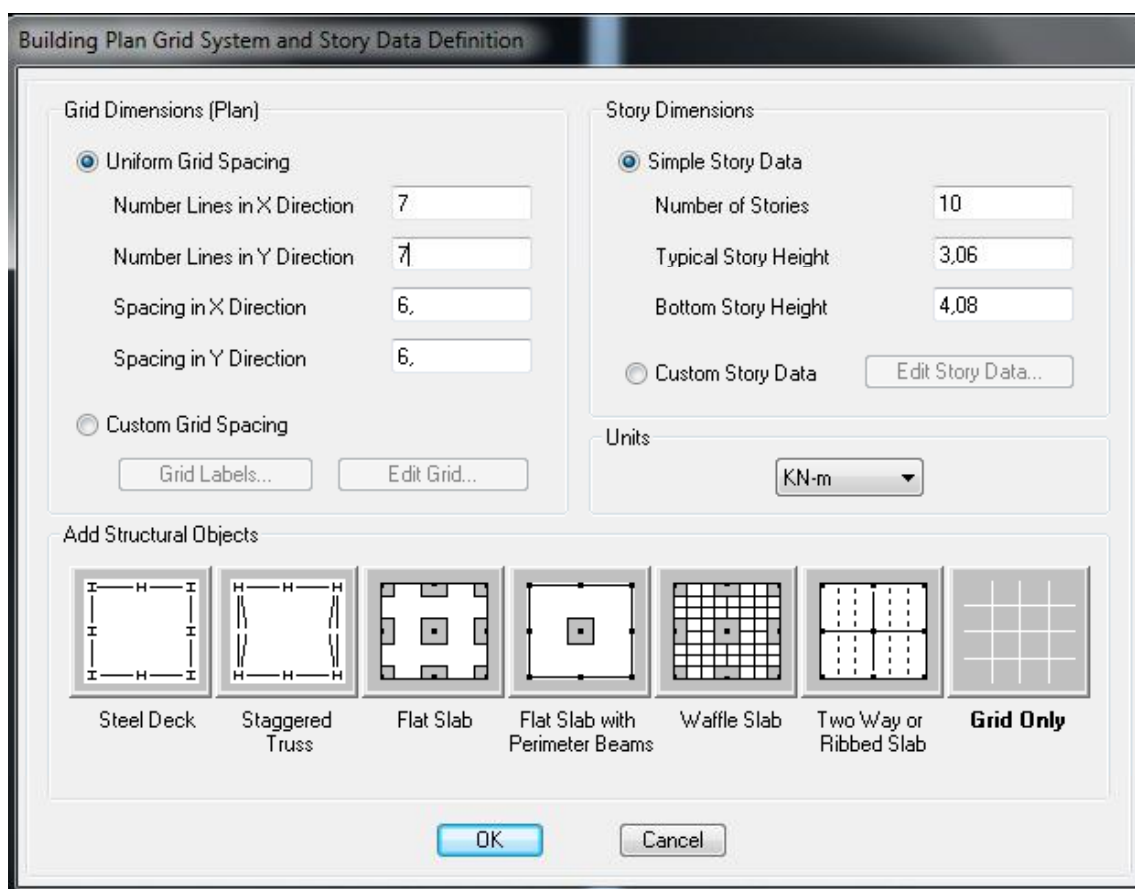 Building Plan Grid System and Story Data Definition
Grid Dimensions (Plan)
Uniform Grid Spacing
Number Lines in X Direction 7
Number Lines in Y Direction 7
Spacing in X Direction 6,
Spacing in Y Direction 6,
Custom Grid Spacing
Grid Labels...
Edit Grid...
Story Dimensions
Simple Story Data
Number of Stories 10
Typical Story Height 3,06
Bottom Story Height 4,08
Custom Story Data
Edit Story Data...
Units
KN-m
Add Structural Objects
Steel Deck
Staggered
Truss
Flat Slab
Flat Slab with
Perimeter Beams
Waffle Slab
Two Way or
Ribbed Slab
Grid Only
OK
Cancel